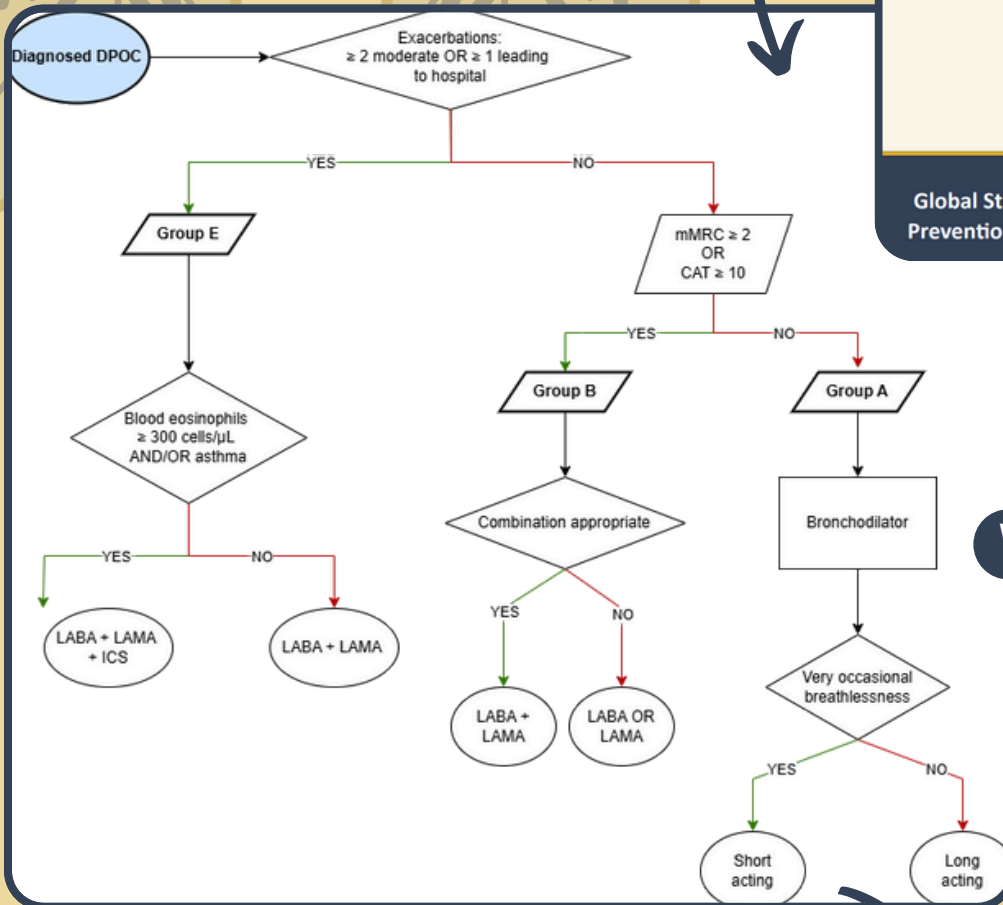 Diagnosed DPOC
Exacerbations:
≥ 2 moderate OR ≥ 1 leading
to hospital
YES
NO
Global St
Preventio
Group E
mMRC ≥ 2
OR
CAT ≥ 10
YES
NO
Group B
Group A
Blood eosinophils
≥ 300 cells/µL
AND/OR asthma
Combination appropriate
Bronchodilator
YES
NO
YES
NO
LABA + LAMA
+ ICS
LABA + LAMA
Very occasional
breathlessness
LABA +
LAMA
LABA OR
LAMA
YES
NO
Short
acting
Long
acting